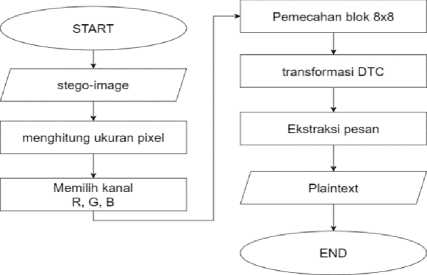 START
stego-image
menghitung ukuran pixel
Memilih kanal
R, G, B
Pemecahan blok 8x8
transformasi DTC
Ekstraksi pesan
Plaintext
END